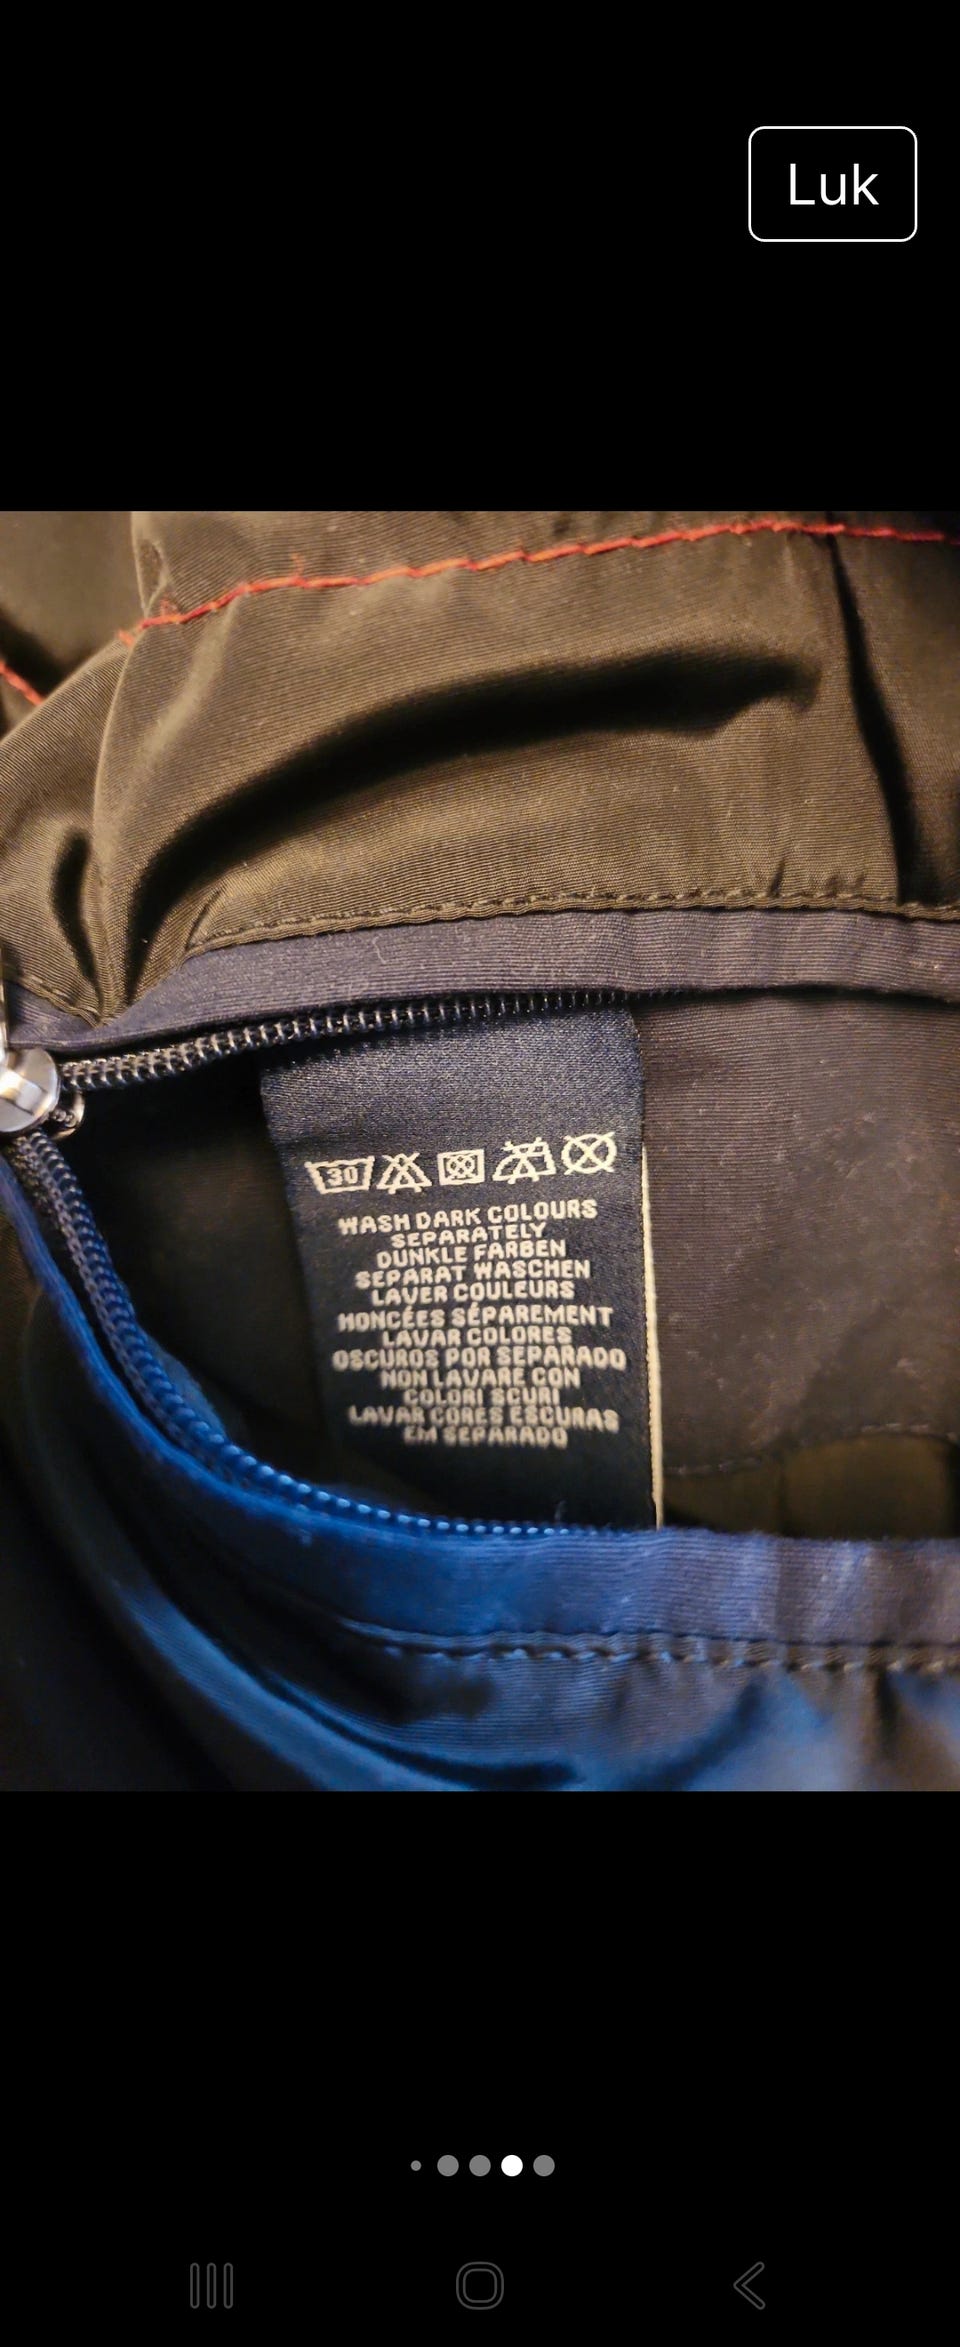 Luk
30
WASH DARK COLOURS
SEPARATELY
DUNKLE FARBEN
SEPARAT WASCHEN
LAVER COULEURS
HONCÉES SÉPAREMENT
LAVAR COLORES
OSCUROS POR SEPARADO
NON LAVARE CON
COLORI SCURI
LAVAR CORES ESCURAS
EM SEPARADO